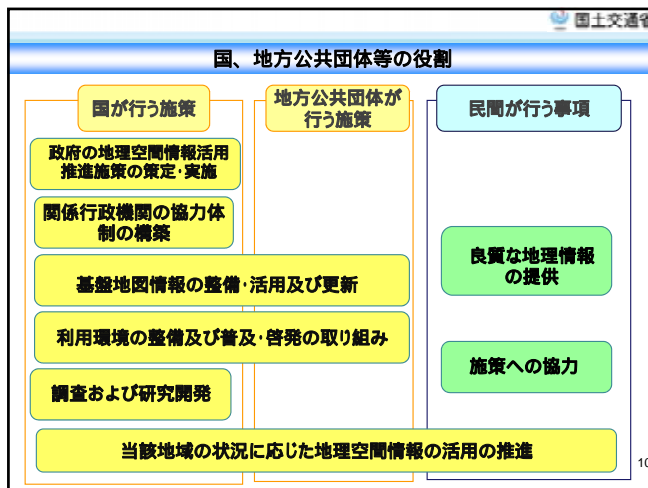 国土交通省
国、地方公共団体等の役割
国が行う施策
地方公共団体が
行う施策
民間が行う事項
政府の地理空間情報活用
推進施策の策定･実施
関係行政機関の協力体
制の構築
基盤地図情報の整備･活用及び更新
利用環境の整備及び普及･啓発の取り組み
調査および研究開発
良質な地理情報
の提供
施策への協力
当該地域の状況に応じた地理空間情報の活用の推進
10